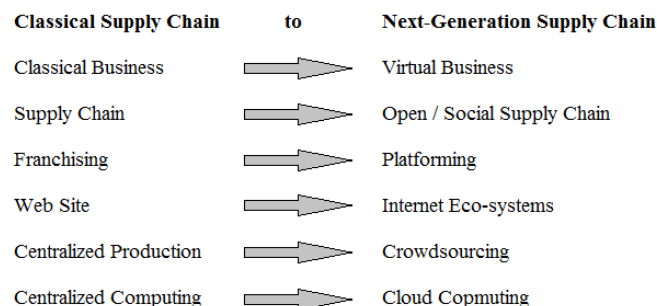 Classical Supply Chain to Next-Generation Supply Chain
Classical Business Virtual Business
Supply Chain Open / Social Supply Chain
Franchising Platforming
Web Site Internet Eco-systems
Centralized Production Crowdsourcing
Centralized Computing Cloud Copmuting